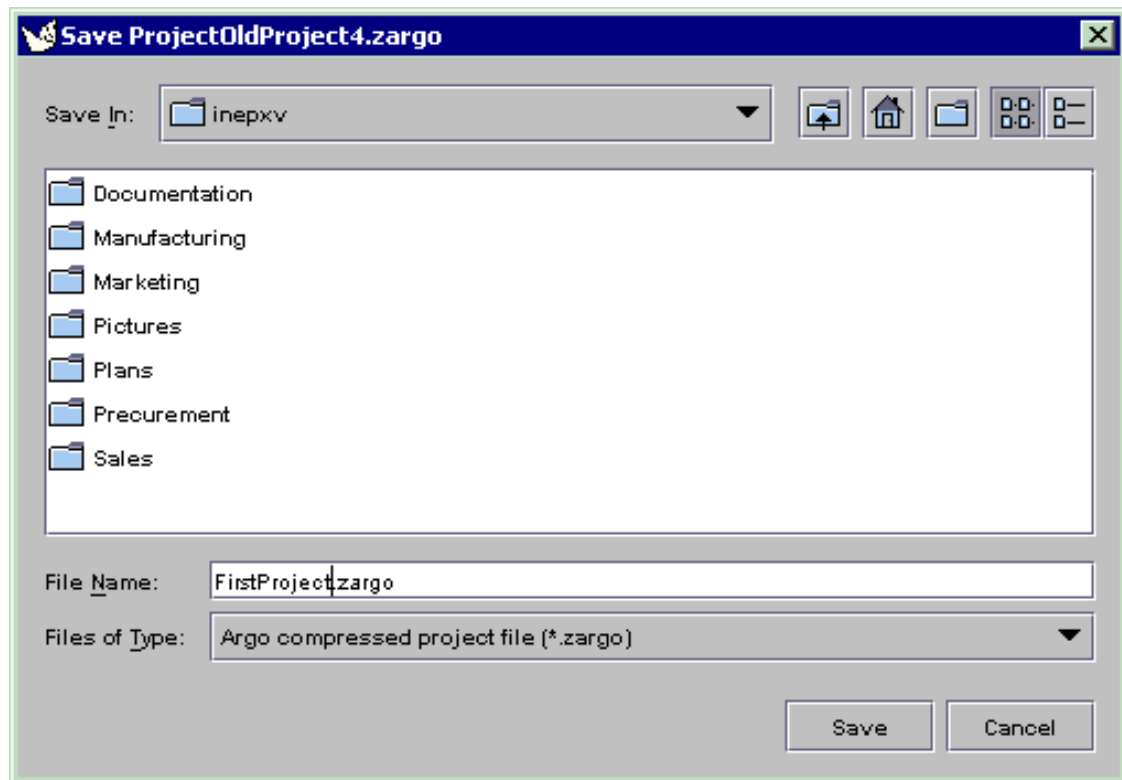 Save ProjectOldProject4.zargo
Save In: inepxv
Documentation
Manufacturing
Marketing
Pictures
Plans
Precurement
Sales
File Name: FirstProject.zargo
Files of Type: Argo compressed project file (*.zargo)
Save Cancel